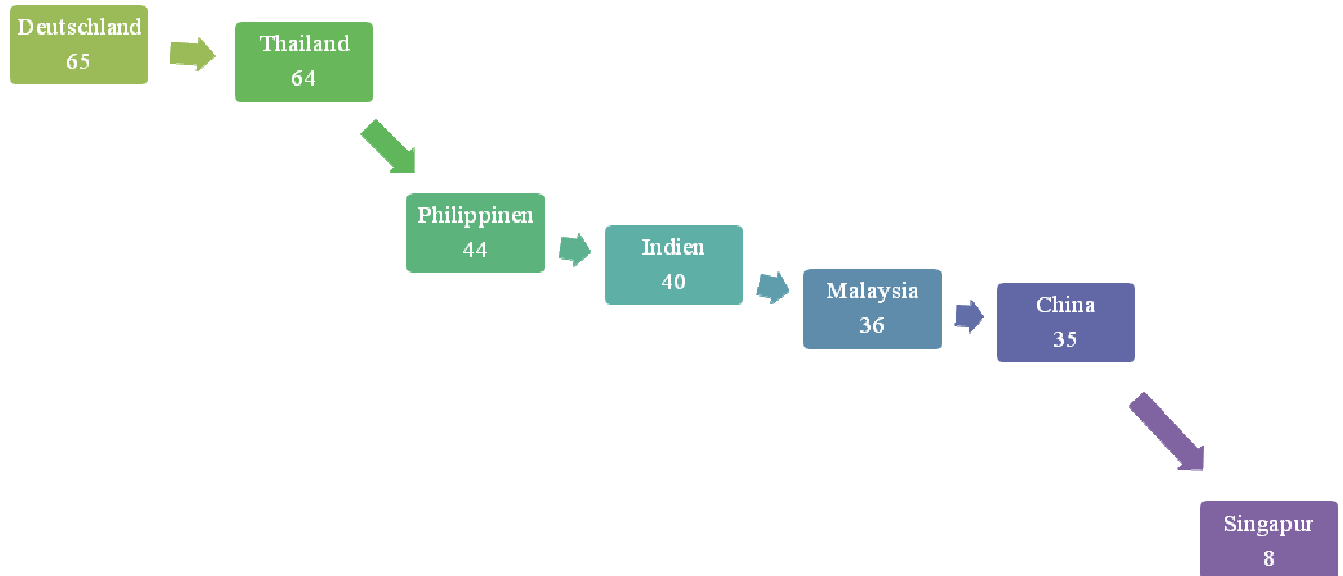 Deutschland
65
Thailand
64
Philippinen
44
Indien
40
Malaysia
36
China
35
Singapur
8